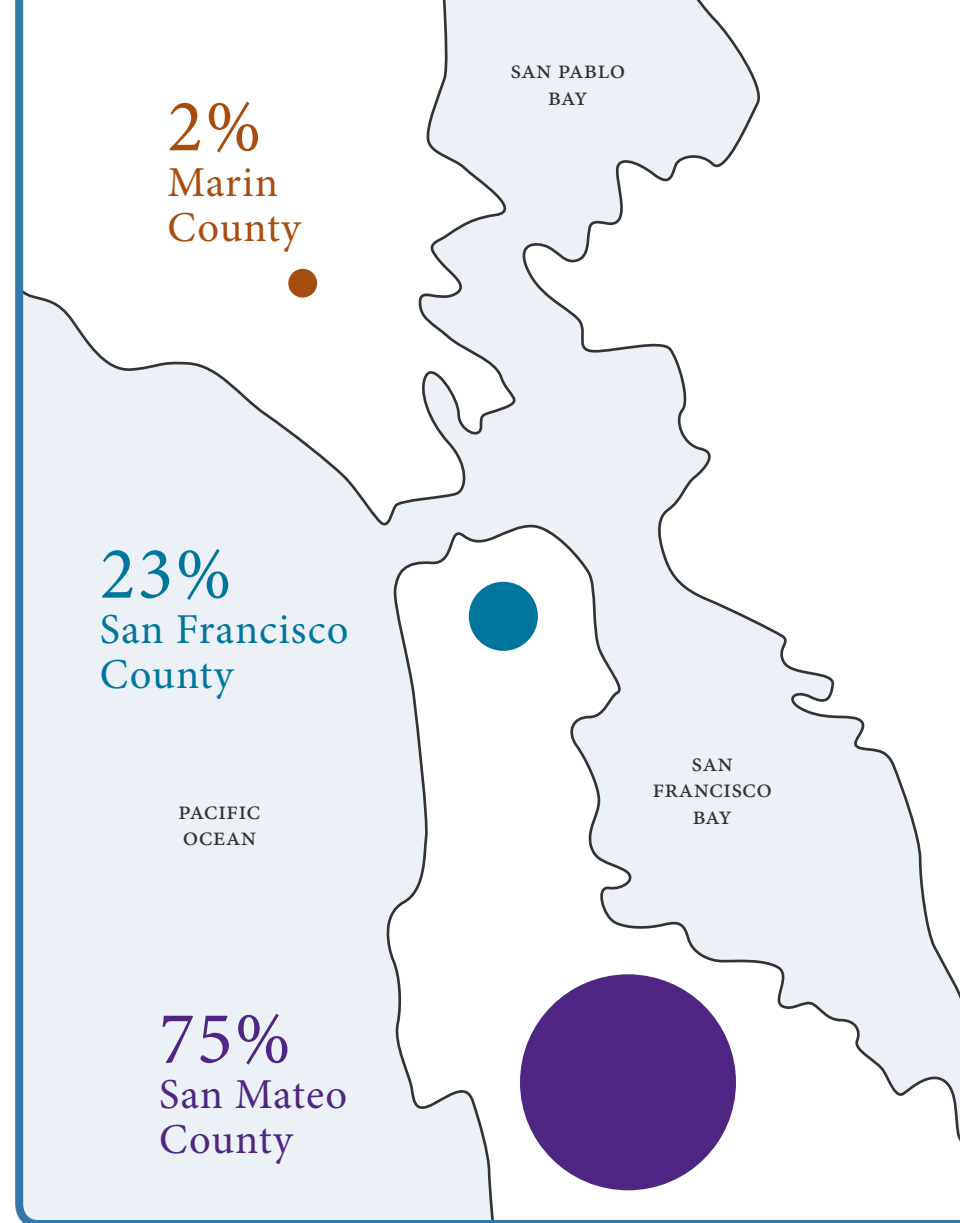 SAN PABLO
BAY
2%
Marin
County
23%
San Francisco
County
SAN
FRANCISCO
BAY
PACIFIC
OCEAN
75%
San Mateo
County